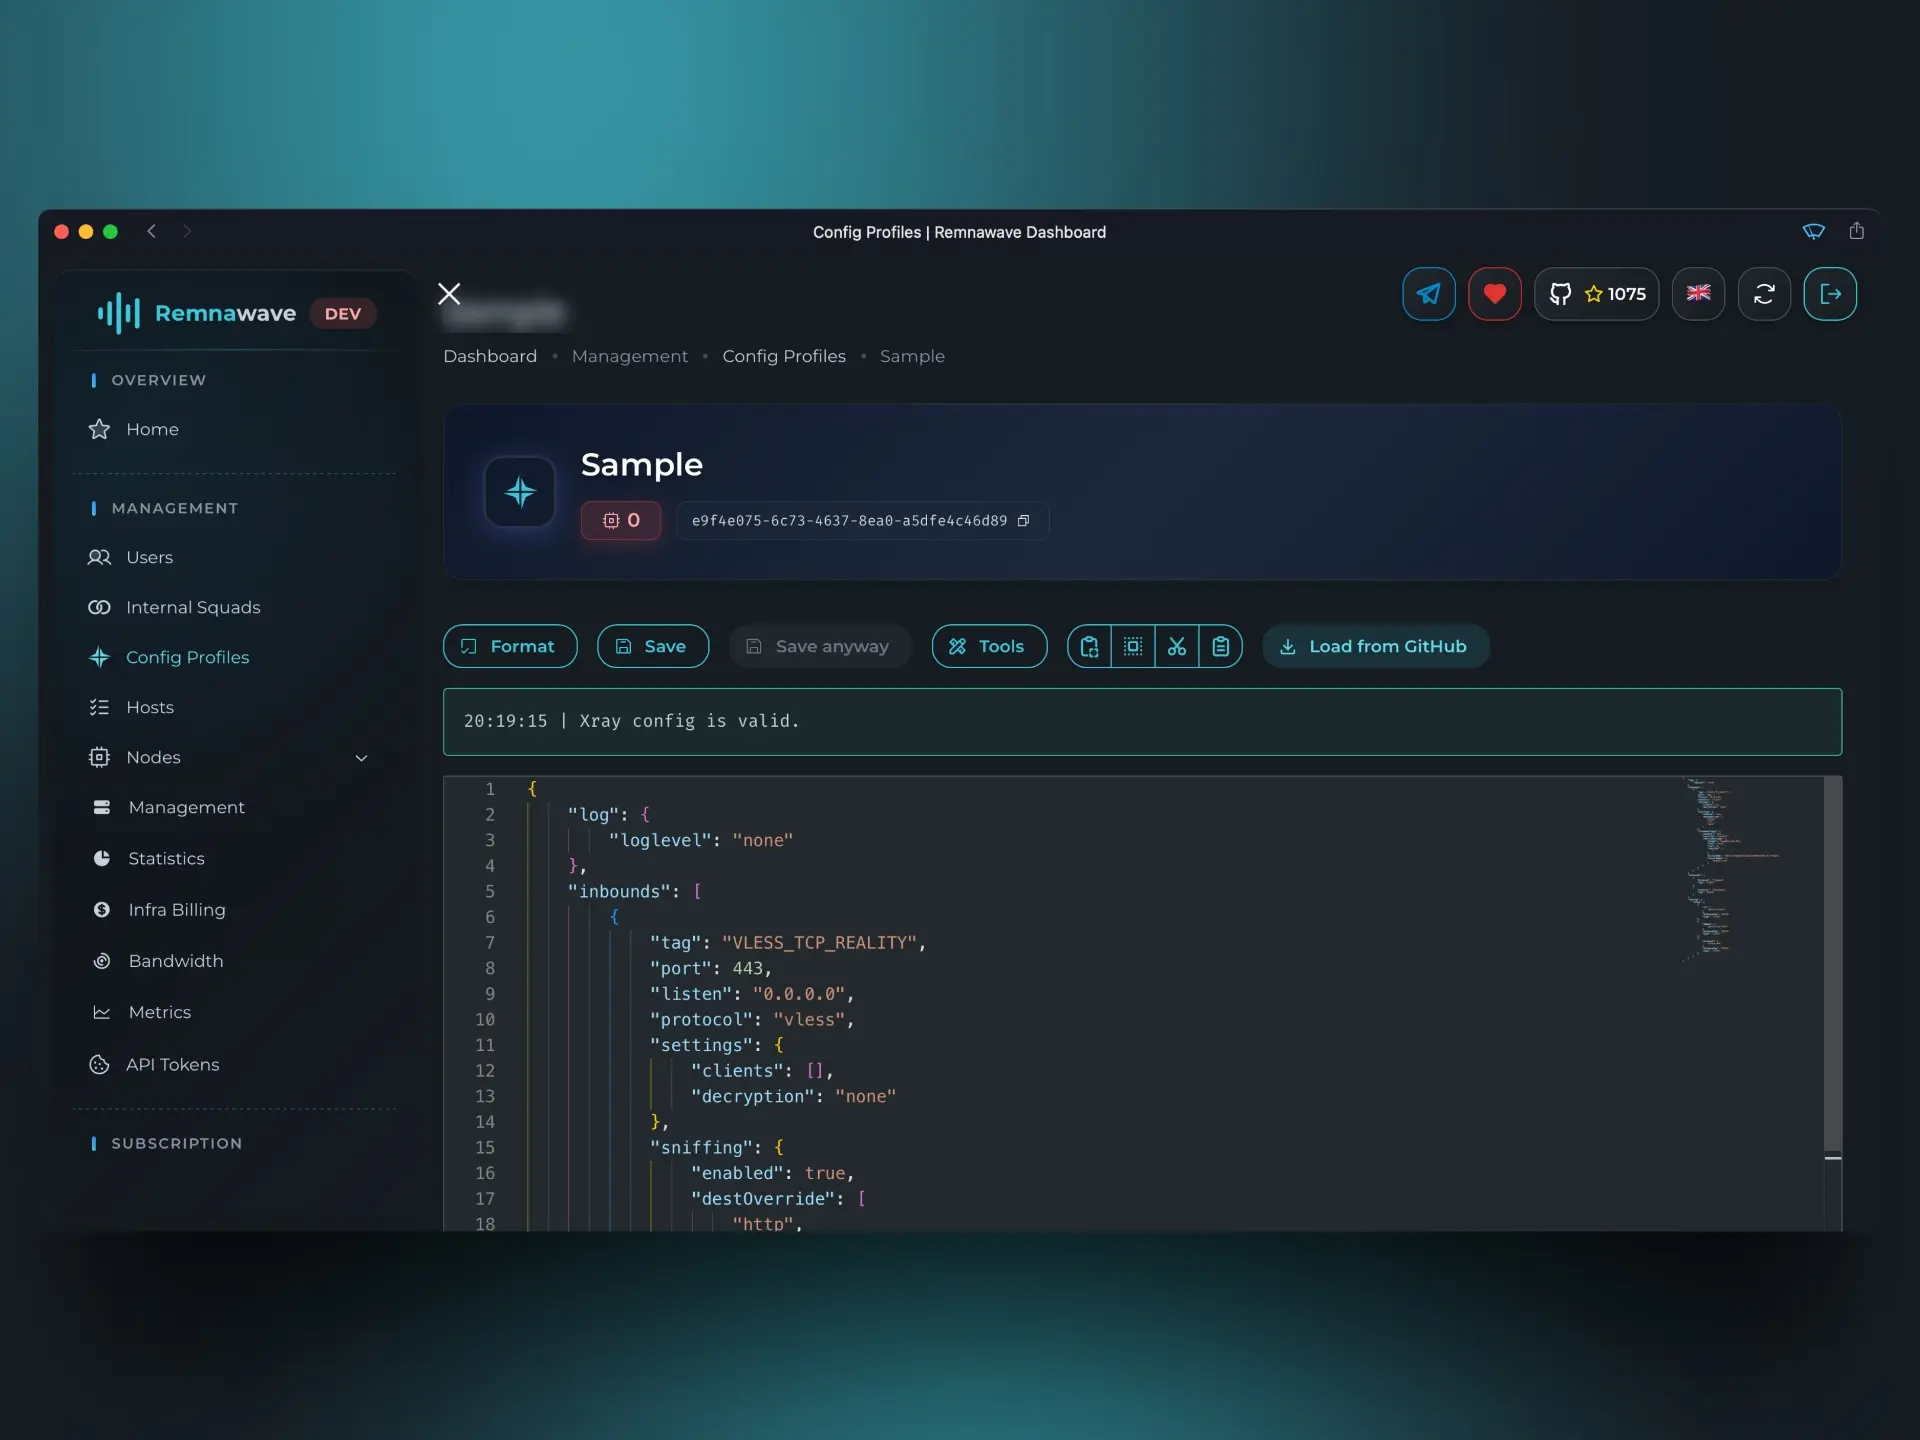 Config Profiles | Remnawave Dashboard
Remnawave DEV
1075
OVERVIEW
Home
MANAGEMENT
Users
Internal Squads
Config Profiles
Hosts
Nodes
Management
Statistics
Infra Billing
Bandwidth
Metrics
API Tokens
SUBSCRIPTION
Dashboard • Management • Config Profiles • Sample
Sample
0 e9f4e075-6c73-4637-8ea0-a5dfe4c46d89
Format Save Save anyway Tools Load from GitHub
20:19:15 | Xray config is valid.
1 {
2 "log": {
3 "loglevel": "none"
4 },
5 "inbounds": [
6 {
7 "tag": "VLESS_TCP_REALITY",
8 "port": 443,
9 "listen": "0.0.0.0",
10 "protocol": "vless",
11 "settings": {
12 "clients": [],
13 "decryption": "none"
14 },
15 "sniffing": {
16 "enabled": true,
17 "destOverride": [
18 "http",